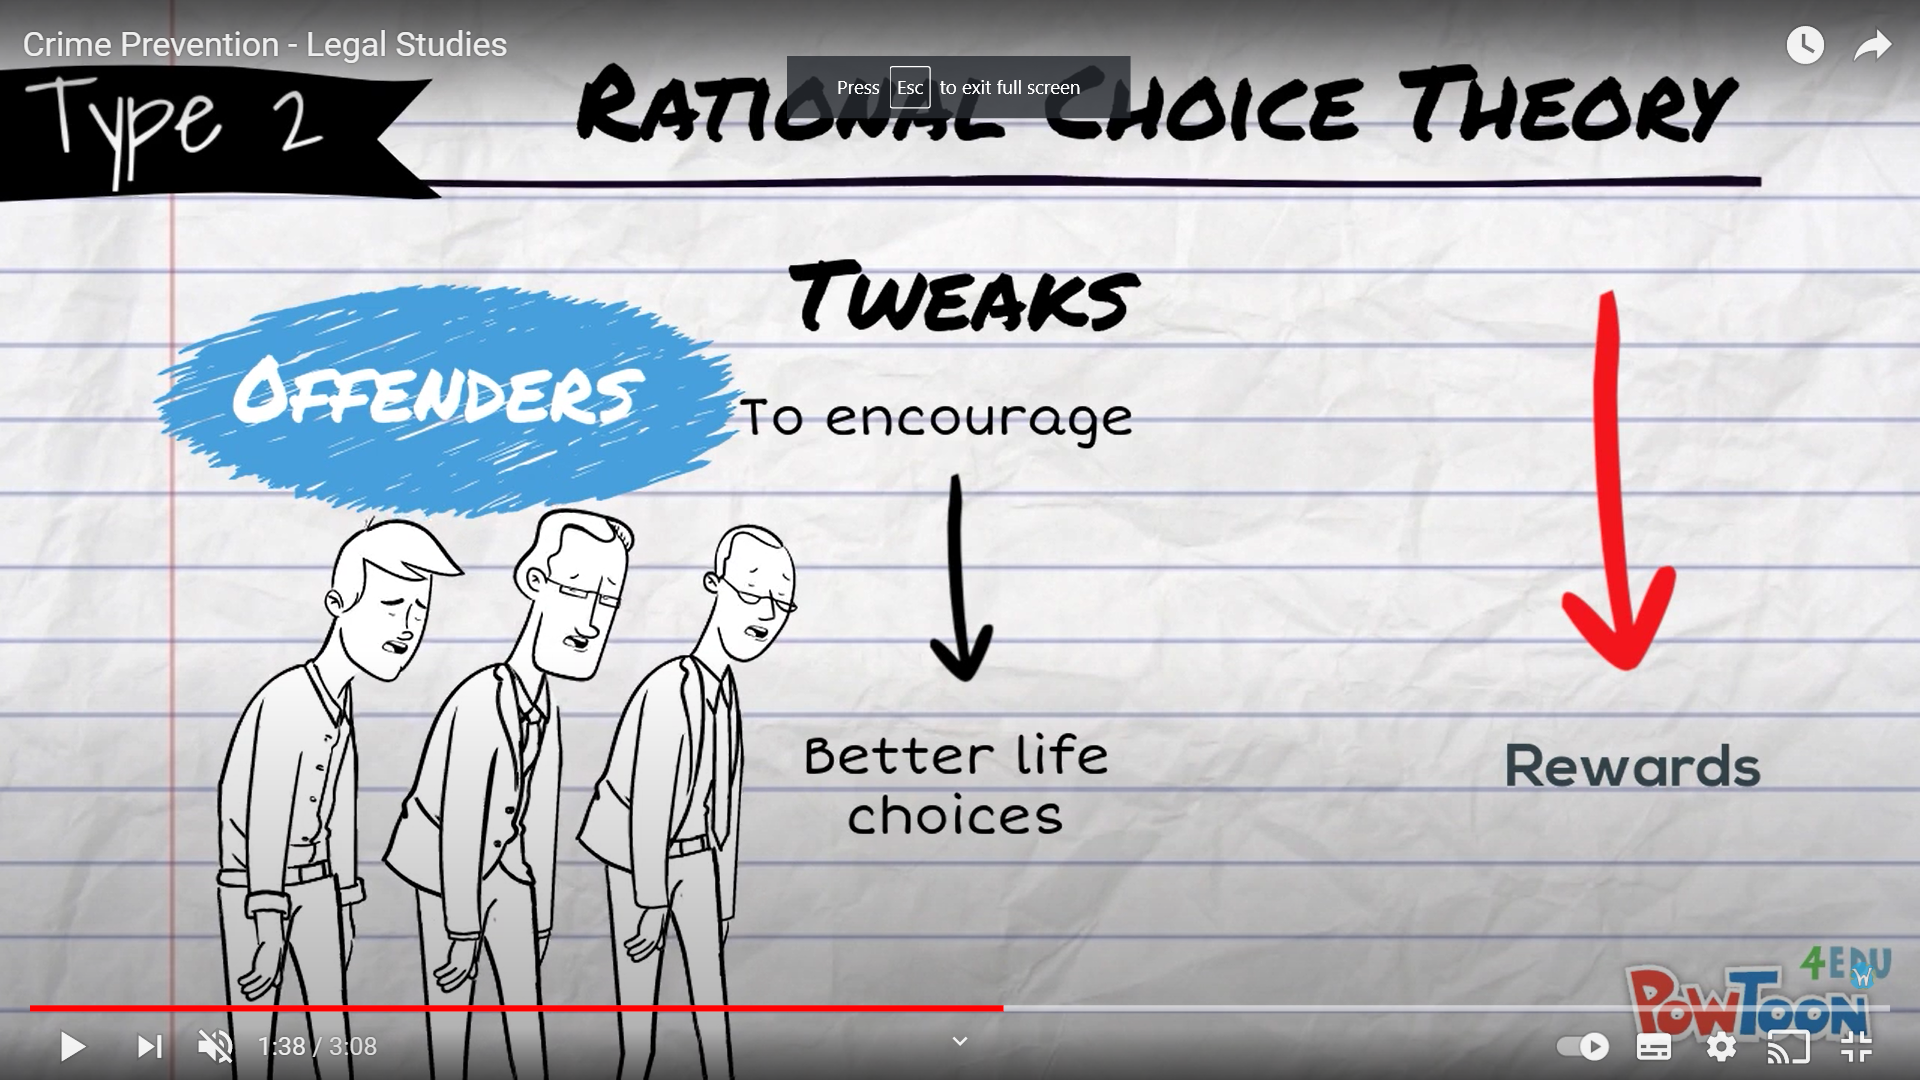 Crime Prevention - Legal Studies
Press Esc to exit full screen
Type 2
RATIONAL CHOICE THEORY
TWEAKS
OFFENDERS
To encourage
Better life
choices
Rewards
4EDU
POWTOON
1:38 / 3:08